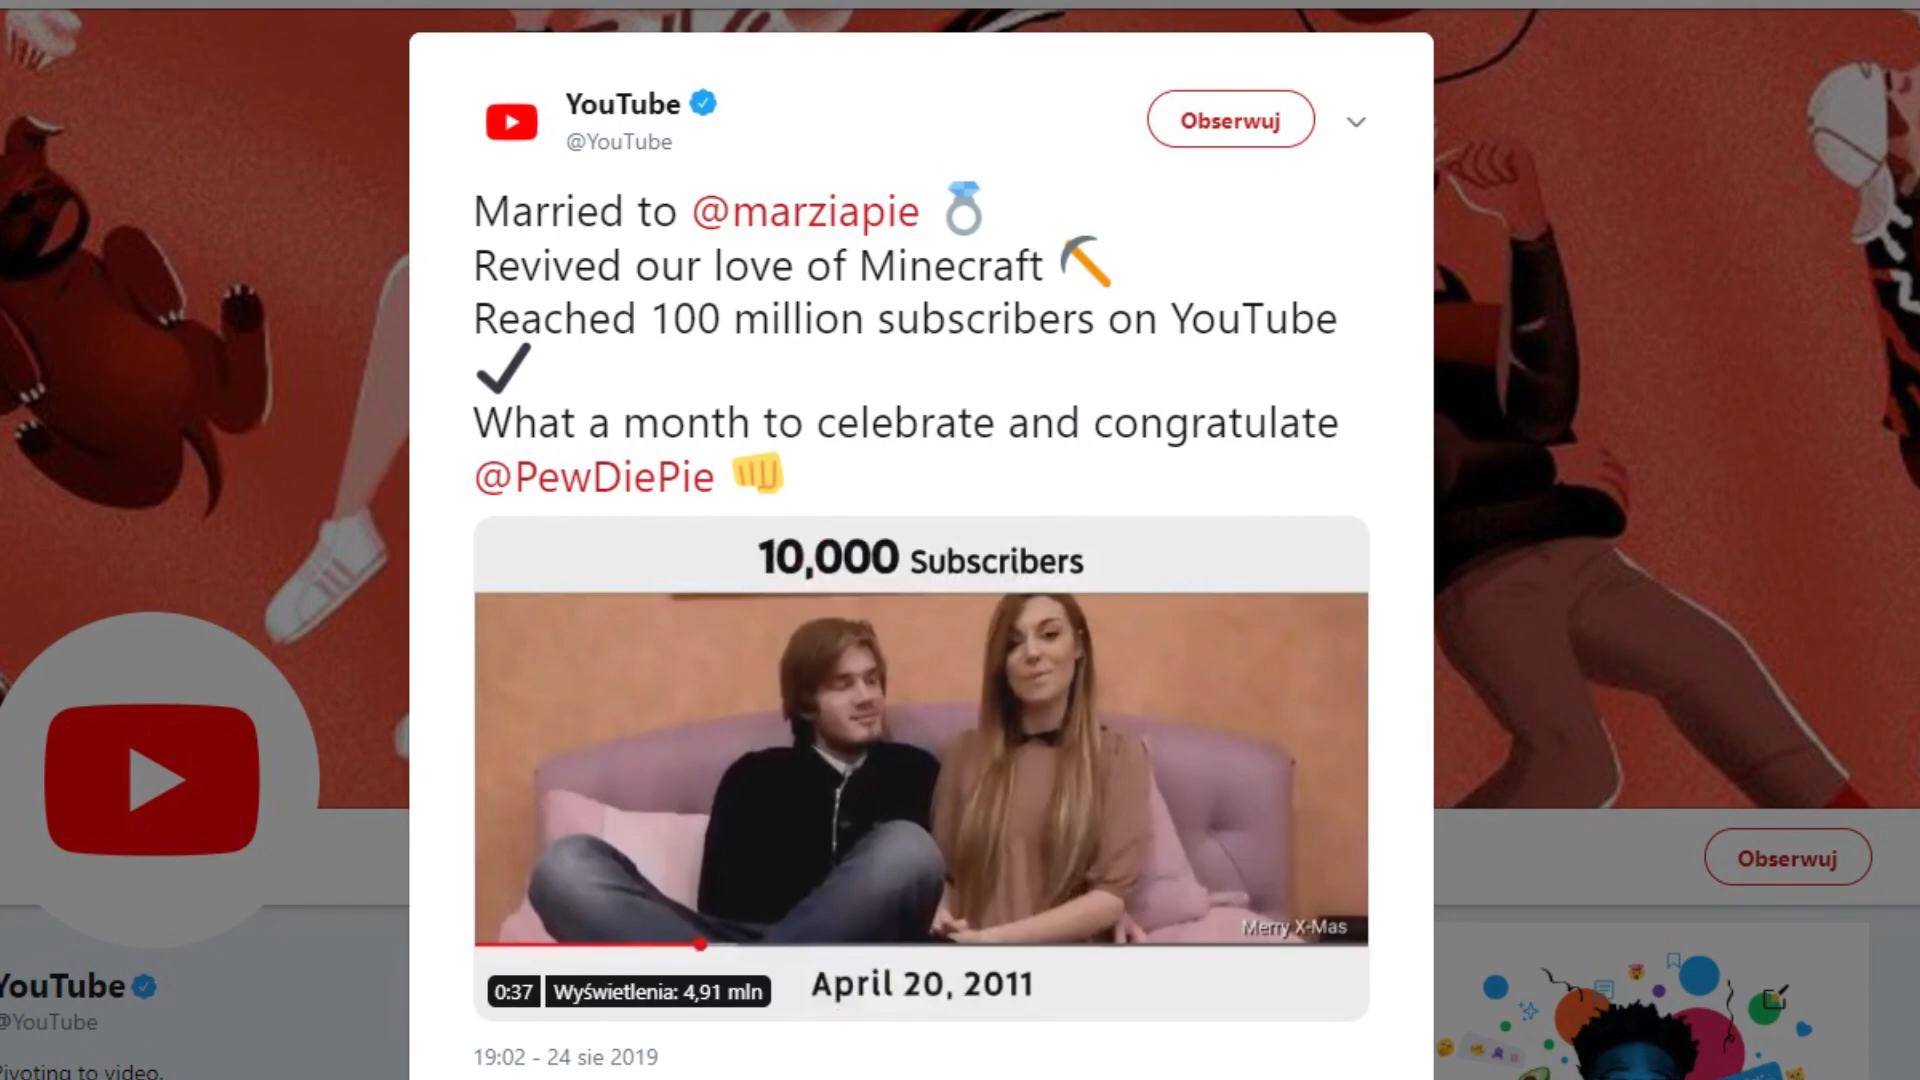 YouTube
@YouTube
Obserwuj
Married to @marziapie
Revived our love of Minecraft
Reached 100 million subscribers on YouTube
What a month to celebrate and congratulate
@PewDiePie
10,000 Subscribers
Merry X-Mas
0:37 Wyświetlenia: 4,91 mln
April 20, 2011
19:02 - 24 sie 2019
Obserwuj
YouTube
@YouTube
Pivoting to video.